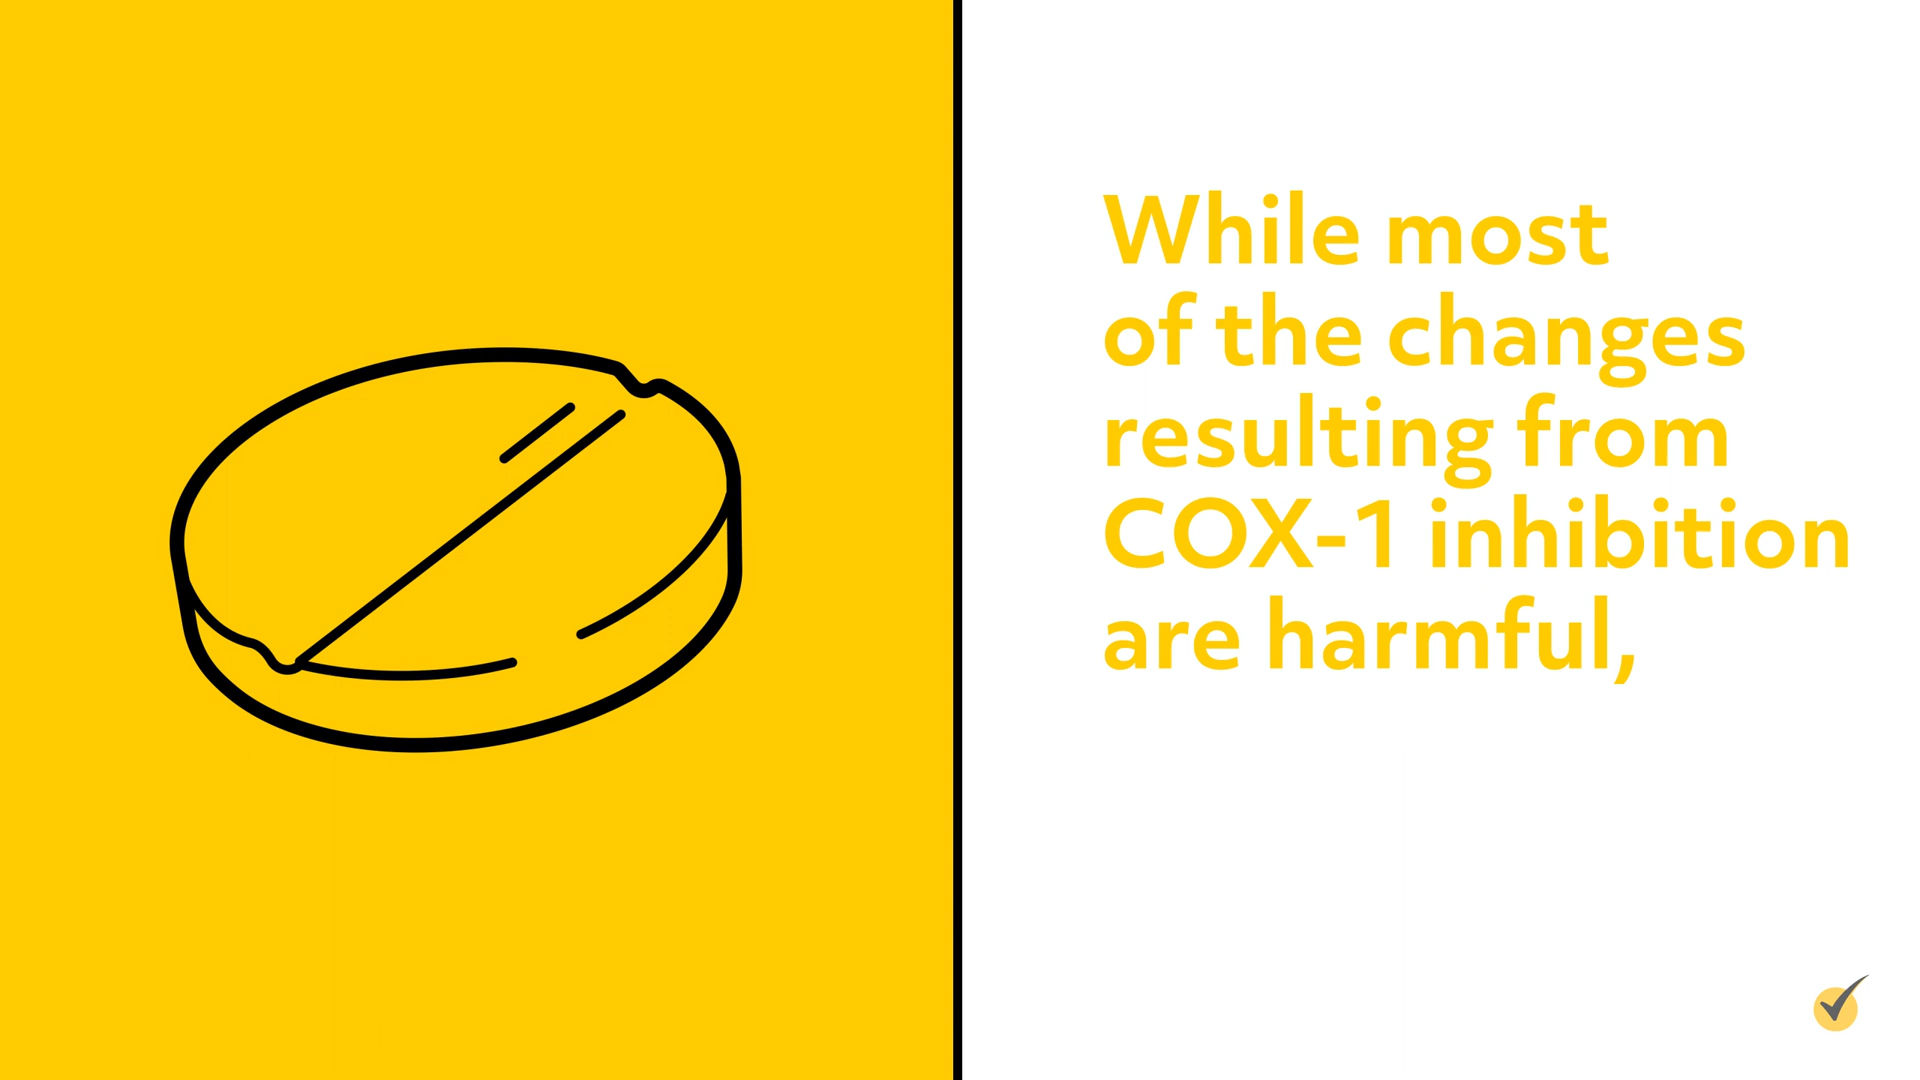 While most
of the changes
resulting from
COX-1 inhibition
are harmful,